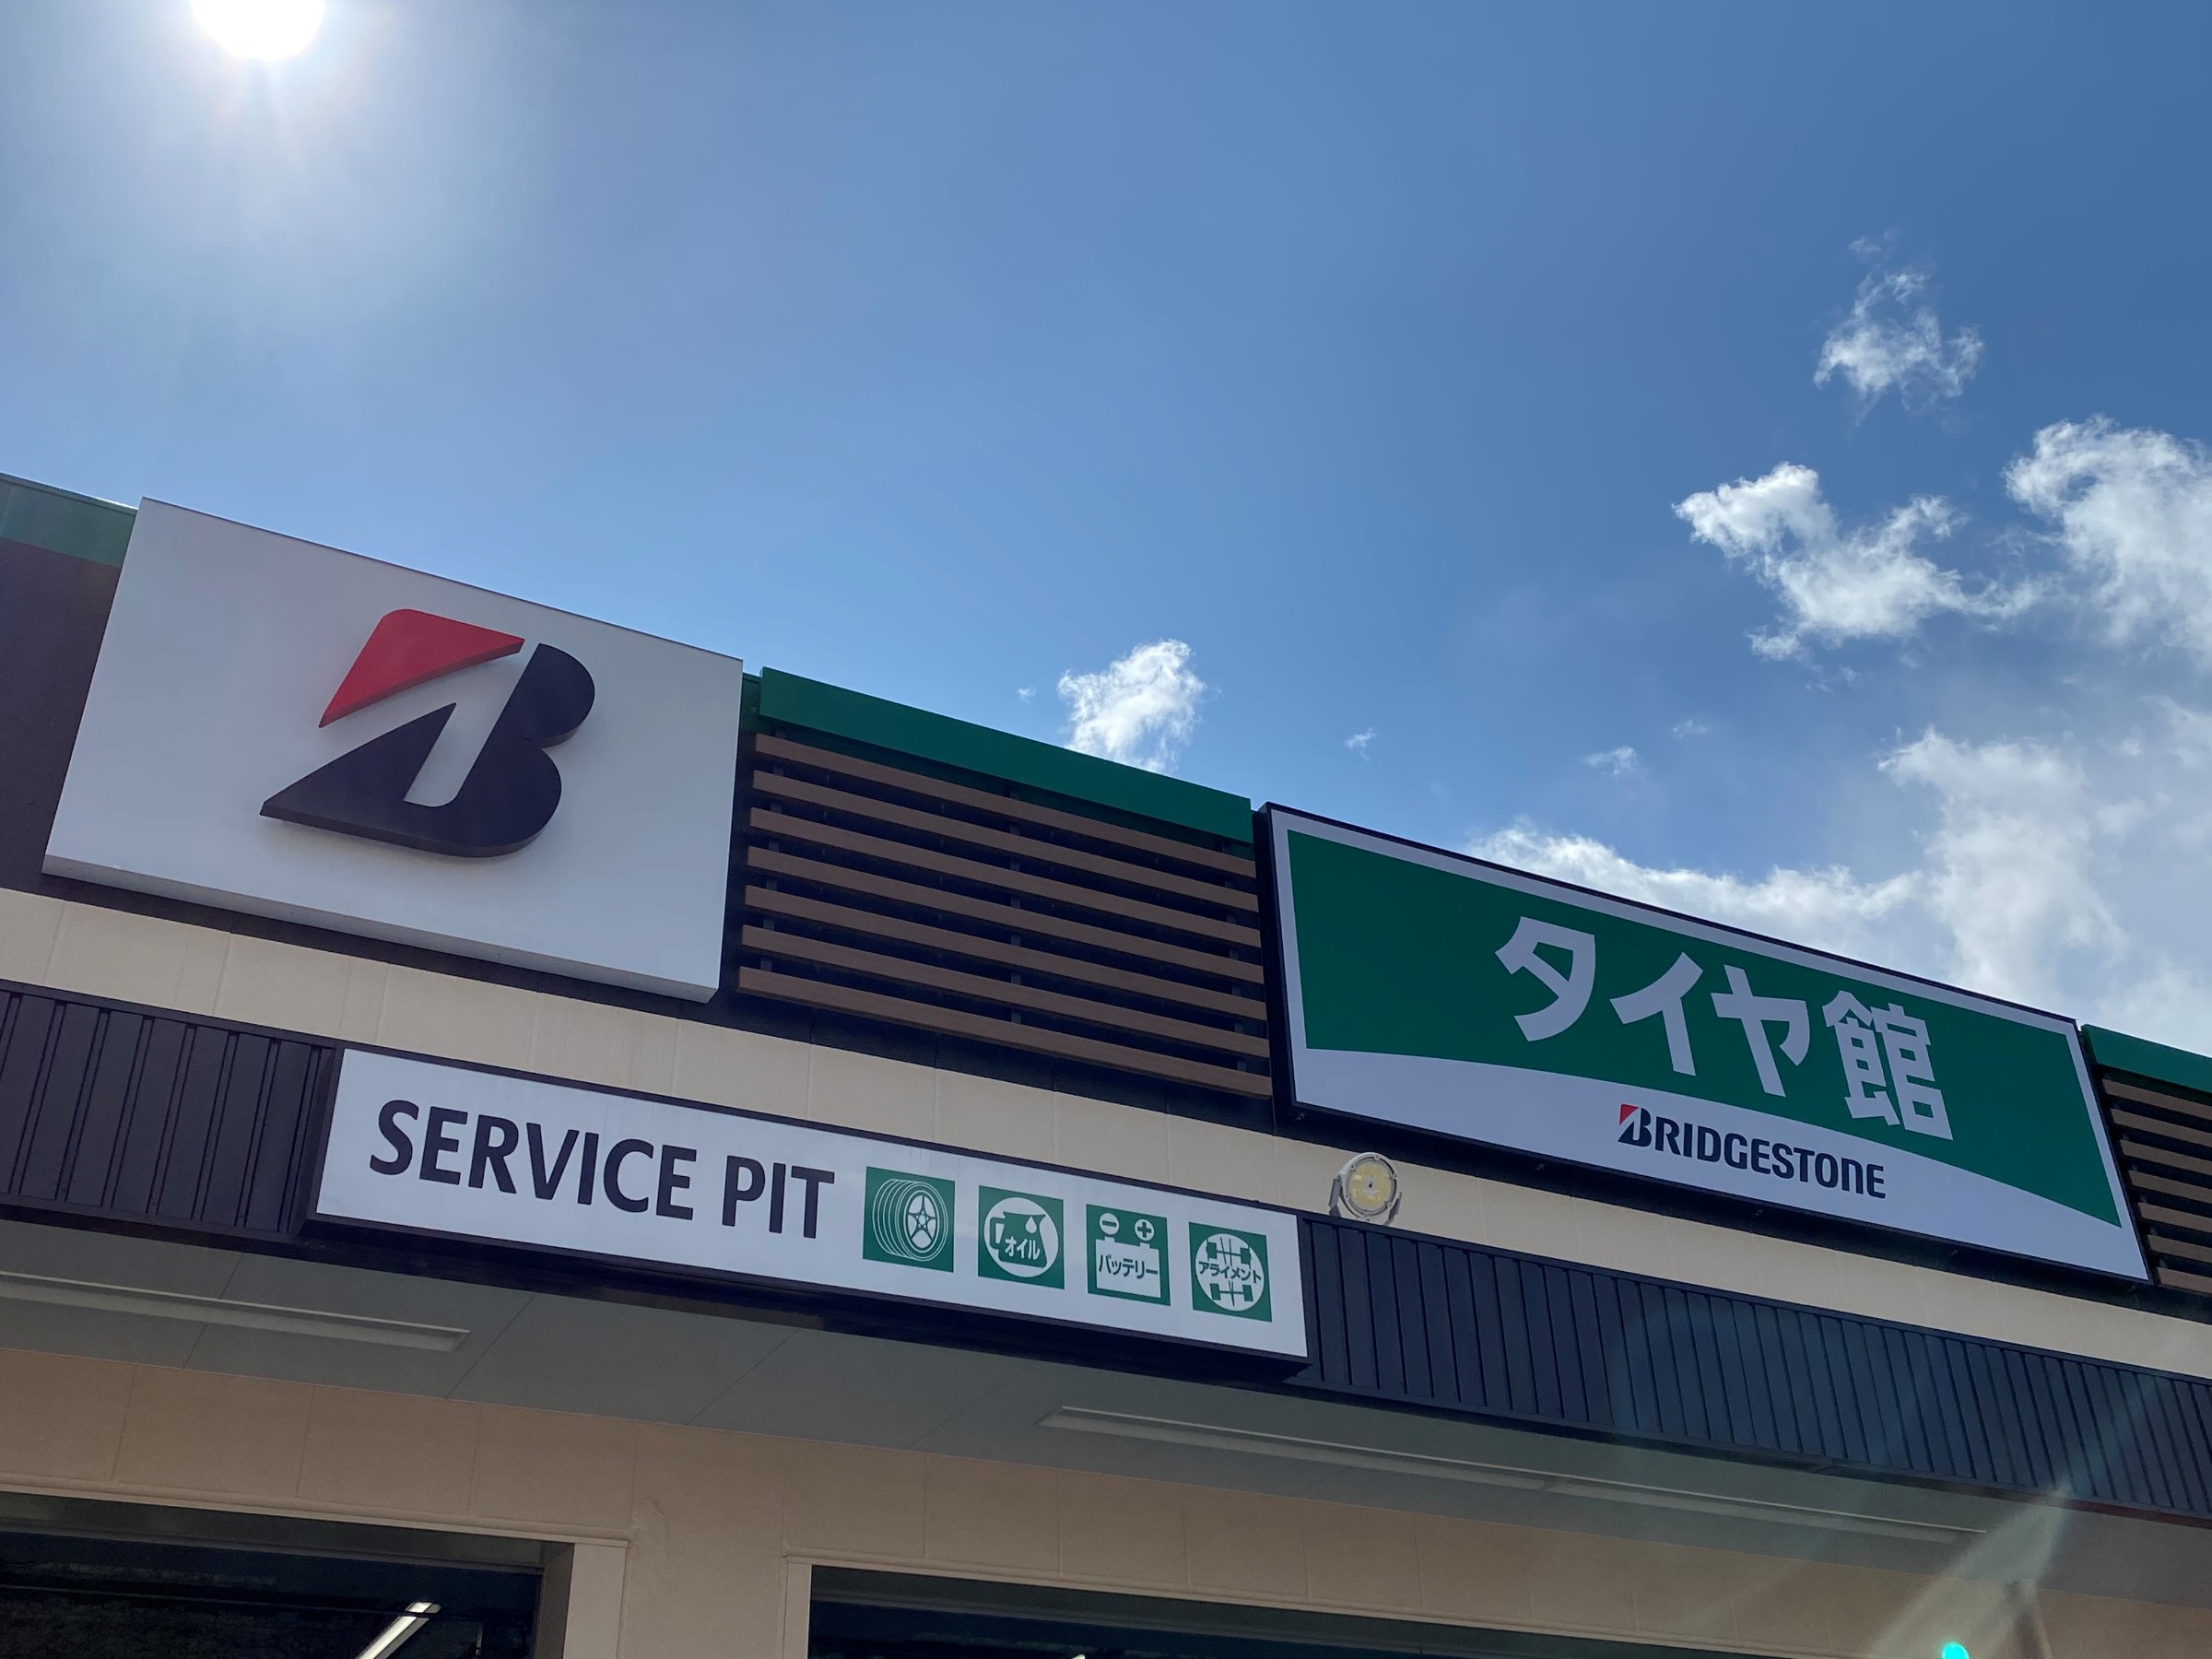 B
タイヤ館
BRIDGESTONE
SERVICE PIT
オイル
バッテリー
アライメント